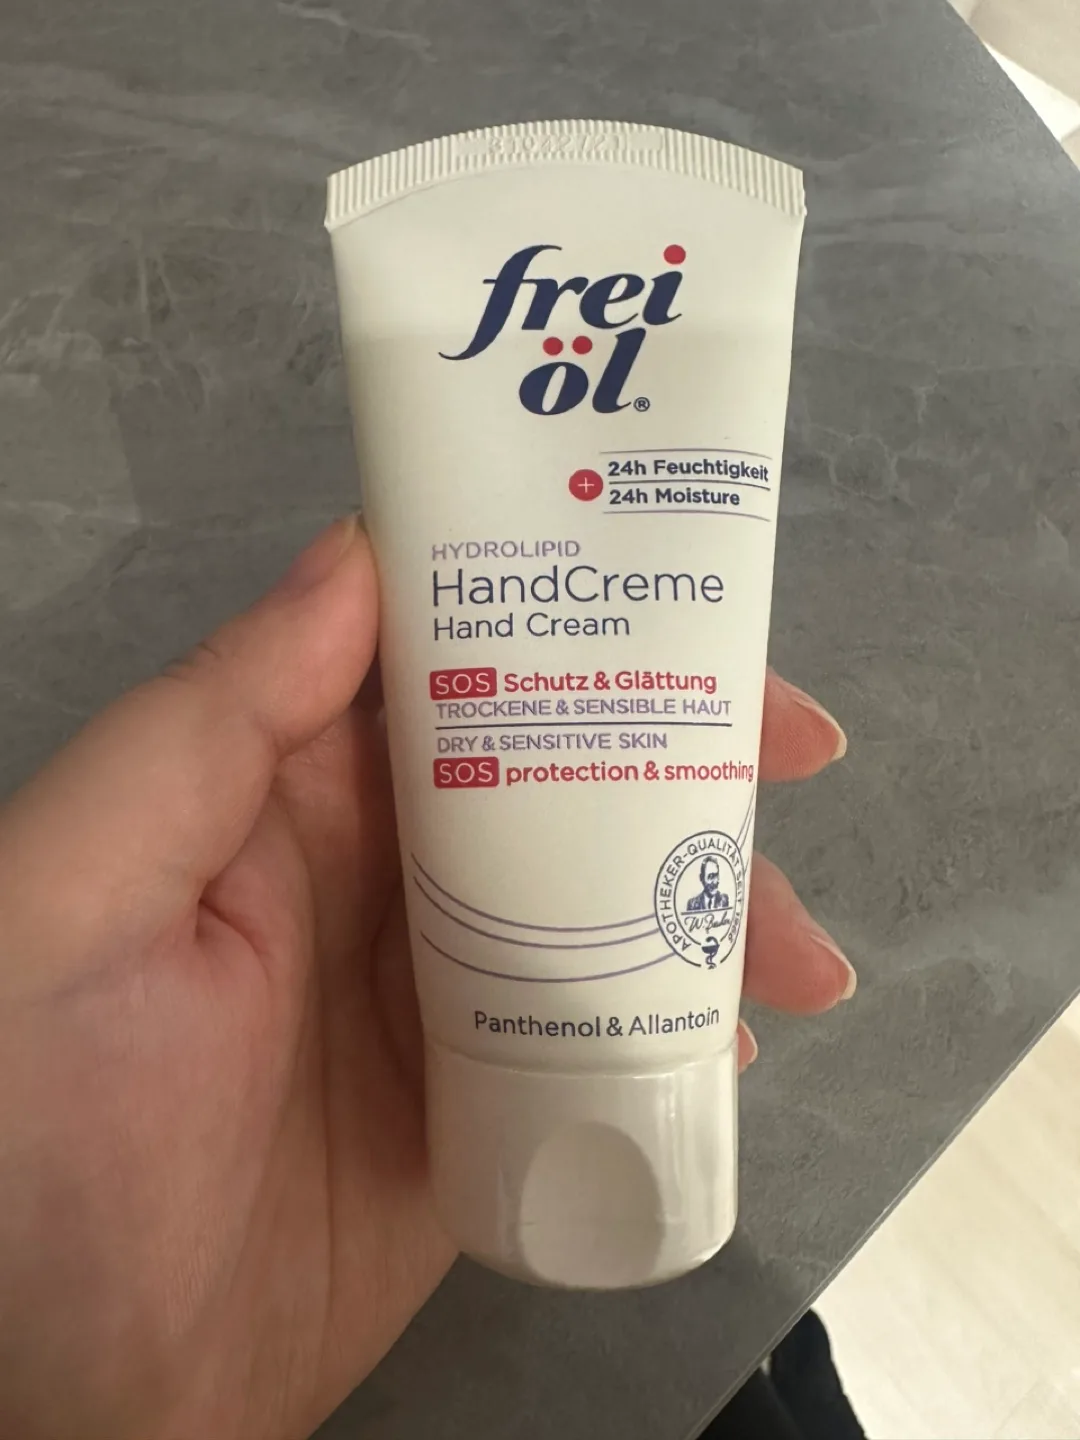 frei
öl®
24h Feuchtigkeit
24h Moisture
HYDROLIPID
HandCreme
Hand Cream
SOS Schutz & Glättung
TROCKENE & SENSIBLE HAUT
DRY & SENSITIVE SKIN
SOS protection & smoothing
APOTHEKER-QUALITÄT SEIT
Panthenol & Allantoin